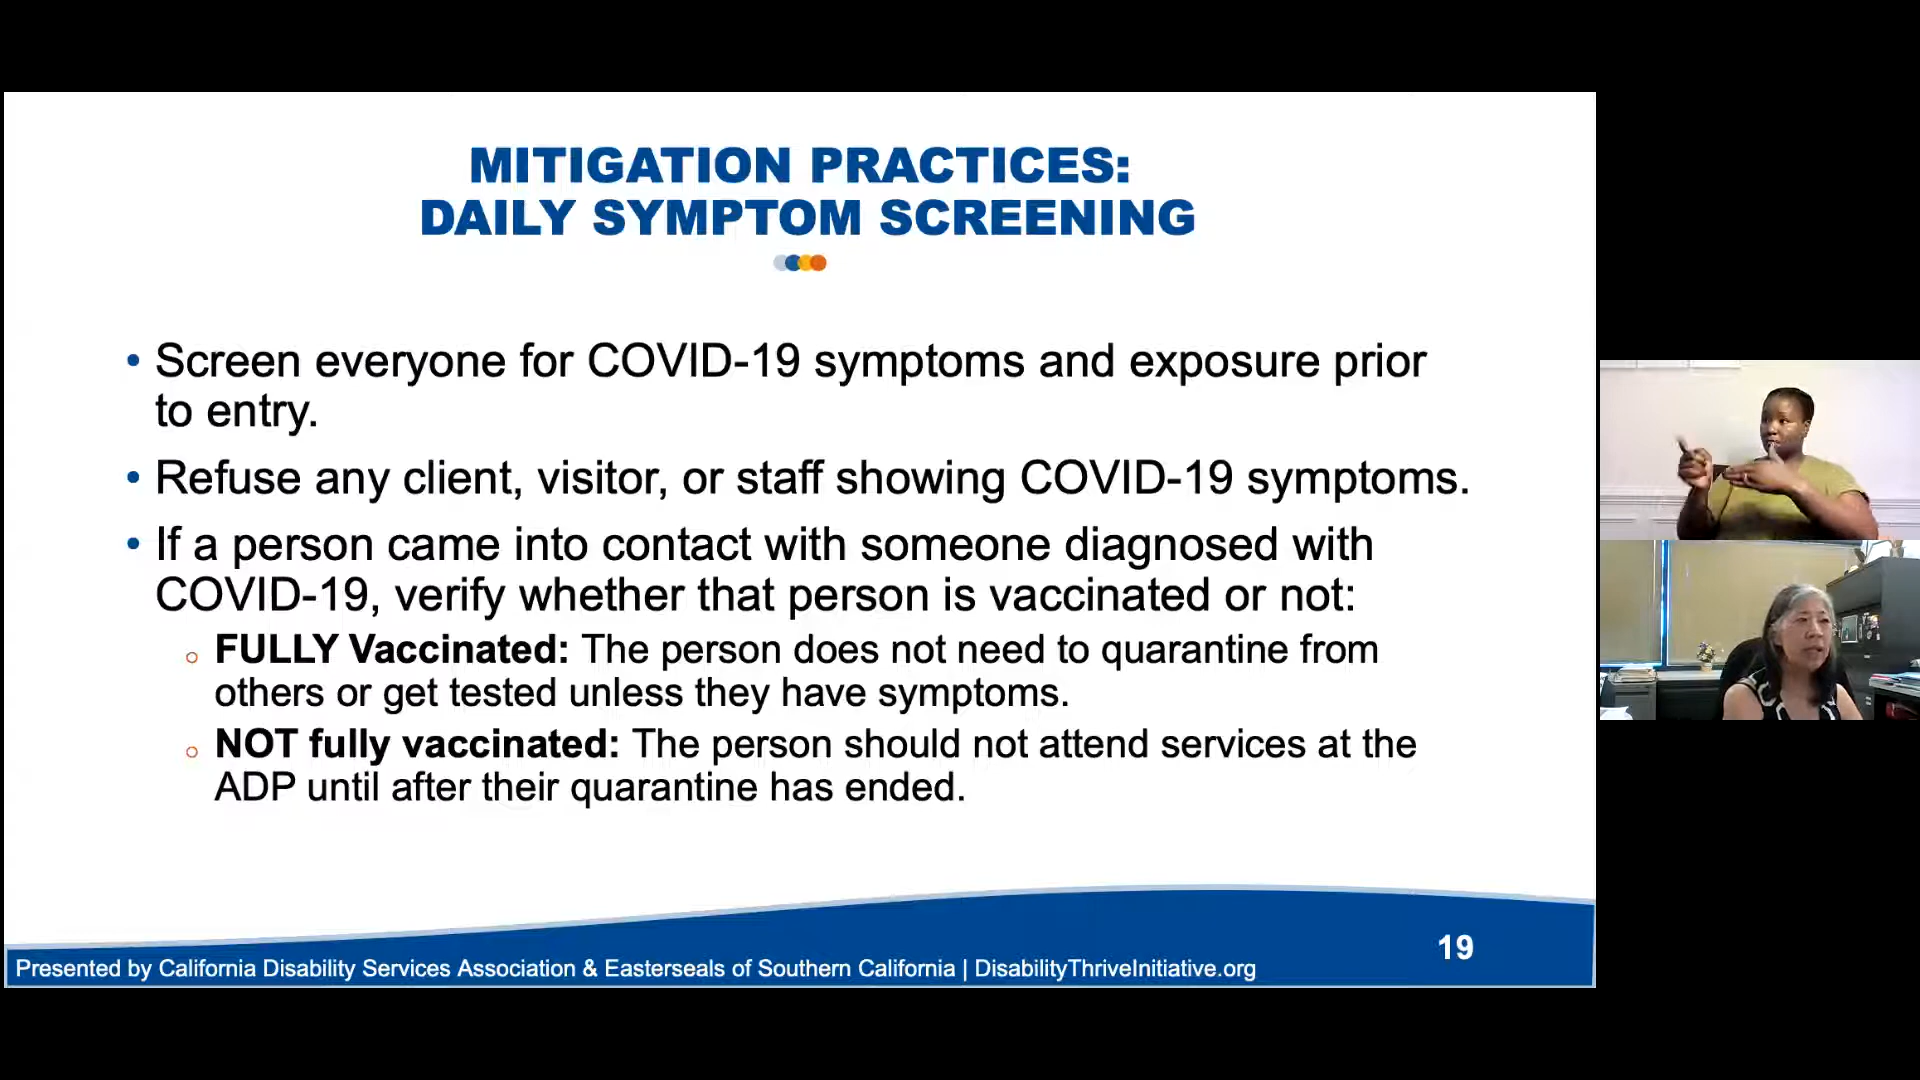 MITIGATION PRACTICES:
DAILY SYMPTOM SCREENING
• Screen everyone for COVID-19 symptoms and exposure prior
to entry.
• Refuse any client, visitor, or staff showing COVID-19 symptoms.
• If a person came into contact with someone diagnosed with
COVID-19, verify whether that person is vaccinated or not:
o FULLY Vaccinated: The person does not need to quarantine from
others or get tested unless they have symptoms.
o NOT fully vaccinated: The person should not attend services at the
ADP until after their quarantine has ended.
19
Presented by California Disability Services Association & Easterseals of Southern California | DisabilityThriveInitiative.org